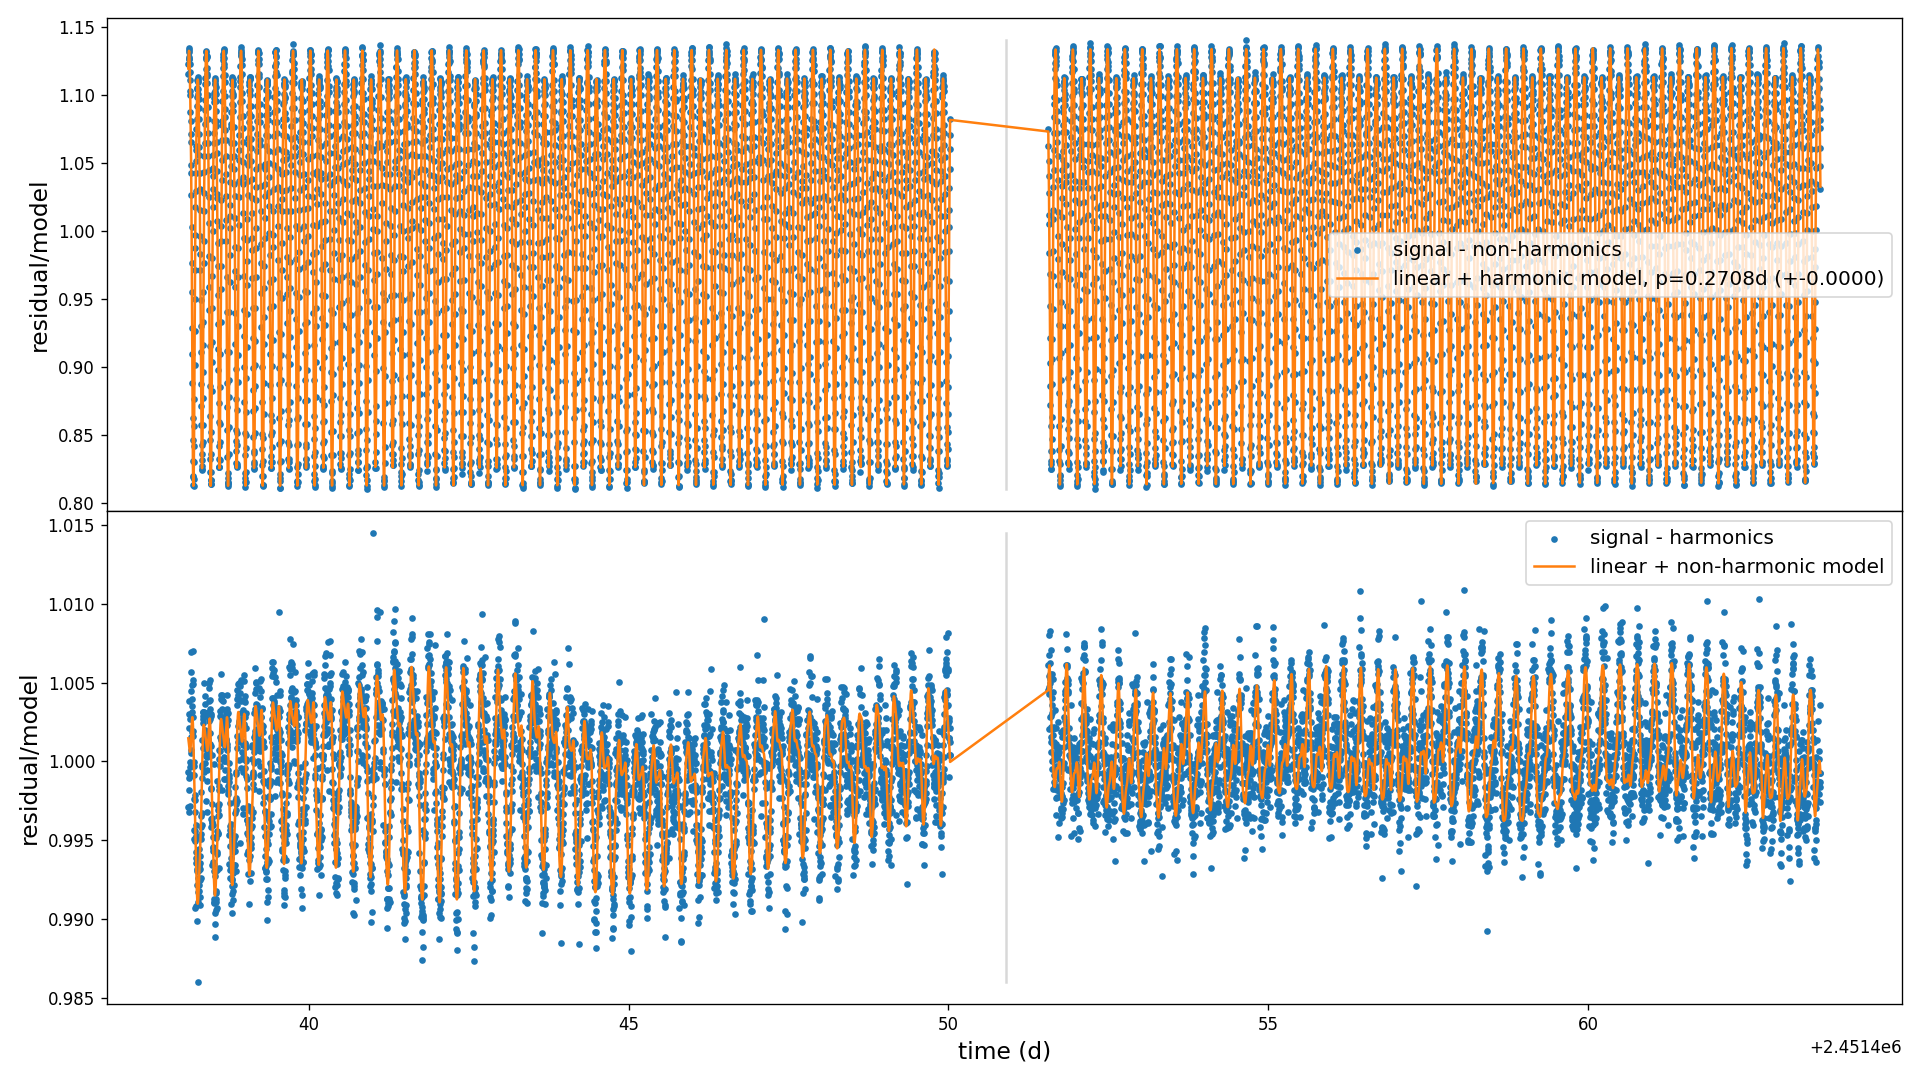 1.15
1.10
1.05
1.00
0.95
0.90
0.85
0.80
residual/model
signal - non-harmonics
linear + harmonic model, p=0.2708d (+-0.0000)
1.015
1.010
1.005
1.000
0.995
0.990
0.985
residual/model
signal - harmonics
linear + non-harmonic model
40 45 50 55 60
time (d)
+2.4514e6